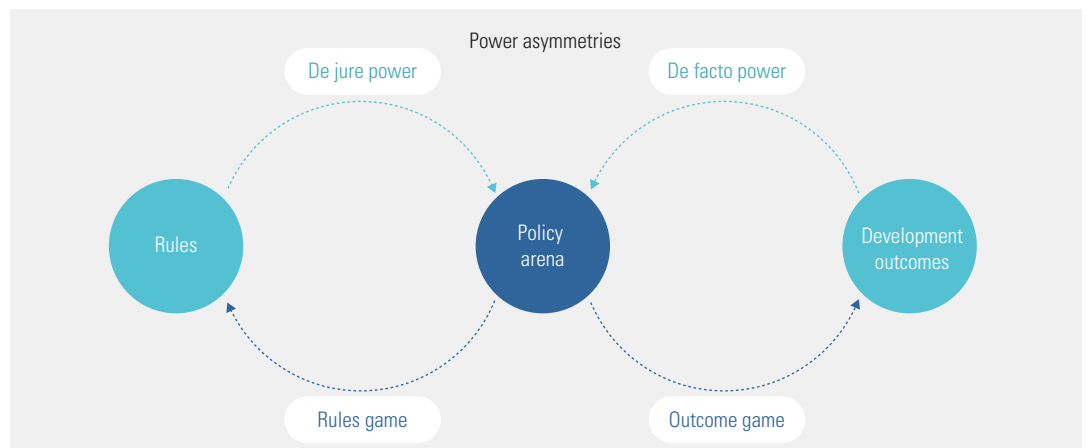 Power asymmetries
De jure power
De facto power
Rules
Policy
arena
Development
outcomes
Rules game
Outcome game